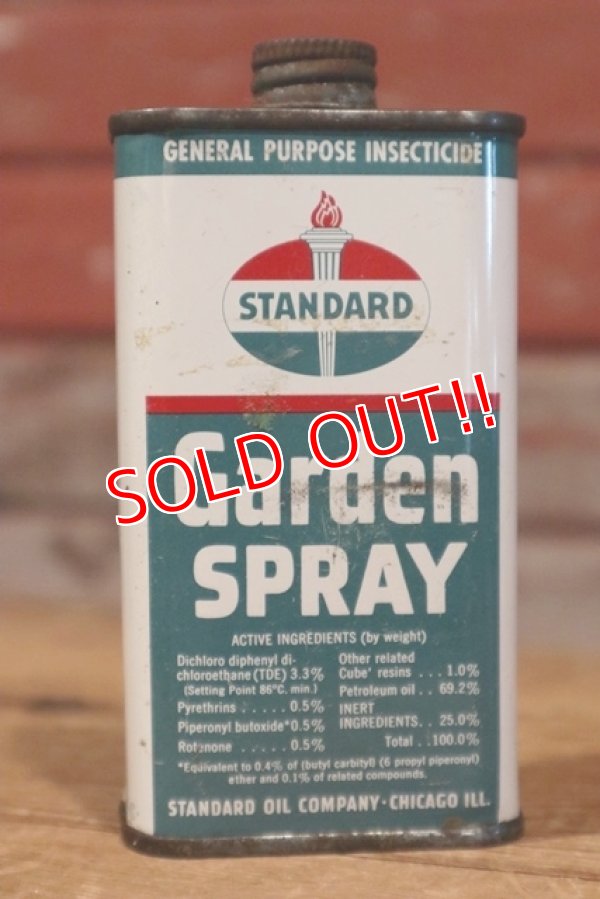 GENERAL PURPOSE INSECTICIDE
STANDARD
SOLD OUT!!
Garden
SPRAY
ACTIVE INGREDIENTS (by weight)
Dichloro diphenyl di-
chloroethane (TDE) 3.3%
(Setting Point 86°C. min.)
Pyrethrins ..... 0.5%
Piperonyl butoxide*0.5%
Rotenone ..... 0.5%
Other related
Cube' resins ... 1.0%
Petroleum oil .. 69.2%
INERT
INGREDIENTS.. 25.0%
Total ..100.0%
*Equivalent to 0.4% of (butyl carbityl) (6 propyl piperonyl)
ether and 0.1% of related compounds.
STANDARD OIL COMPANY·CHICAGO ILL.